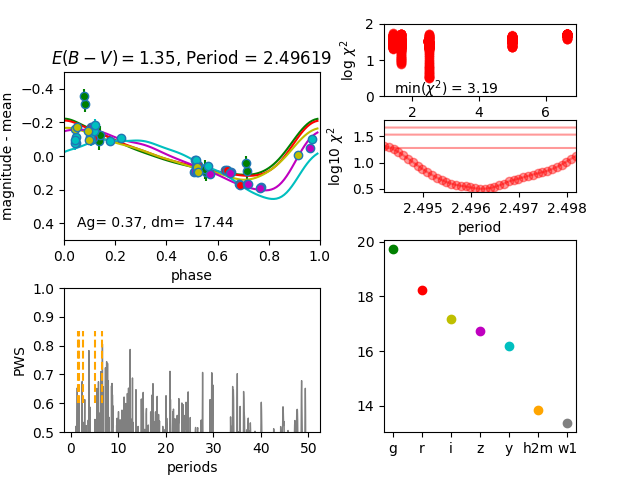 E(B − V) = 1.35, Period = 2.49619
magnitude - mean
−0.4
−0.2
0.0
0.2
0.4
Ag= 0.37, dm= 17.44
0.0 0.2 0.4 0.6 0.8 1.0
phase
log χ²
2
1
0
min(χ²) = 3.19
2 4 6
log10 χ²
1.5
1.0
0.5
2.495 2.496 2.497 2.498
period
PWS
1.0
0.9
0.8
0.7
0.6
0.5
0 10 20 30 40 50
periods
20
18
16
14
g r i z y h2m w1